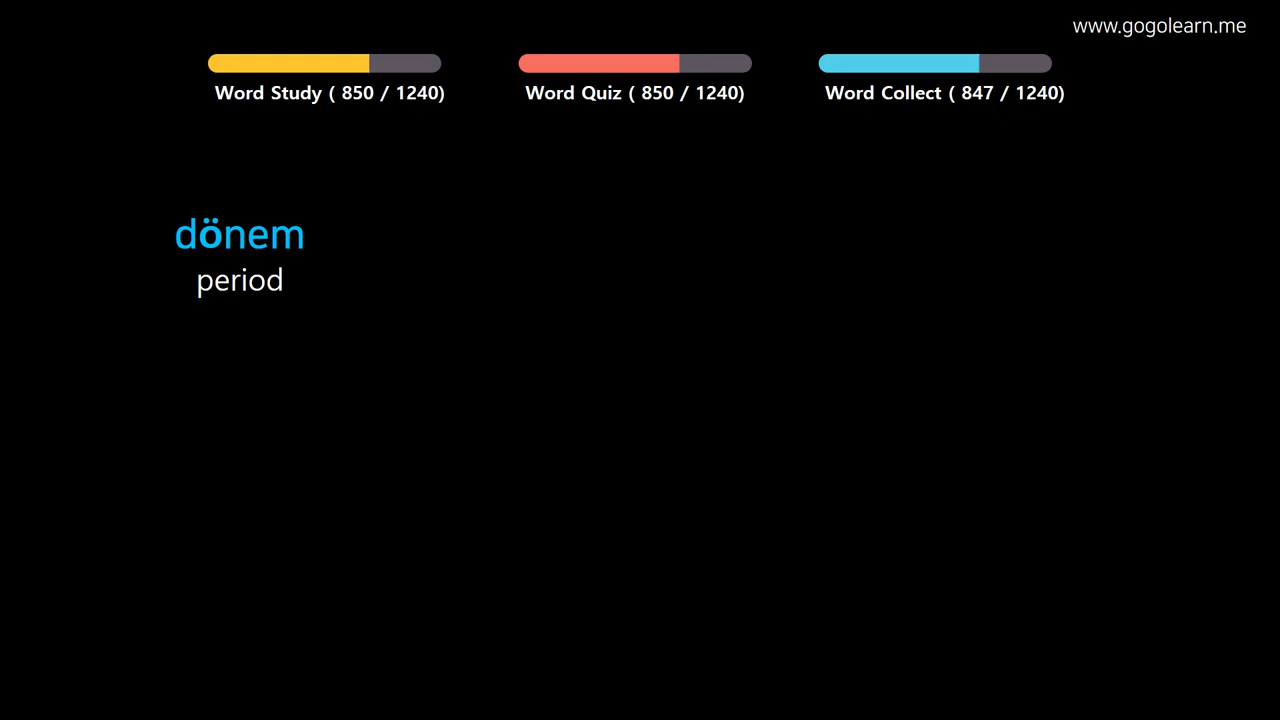 www.gogolearn.me
Word Study ( 850 / 1240)
Word Quiz ( 850 / 1240)
Word Collect ( 847 / 1240)
dönem
period